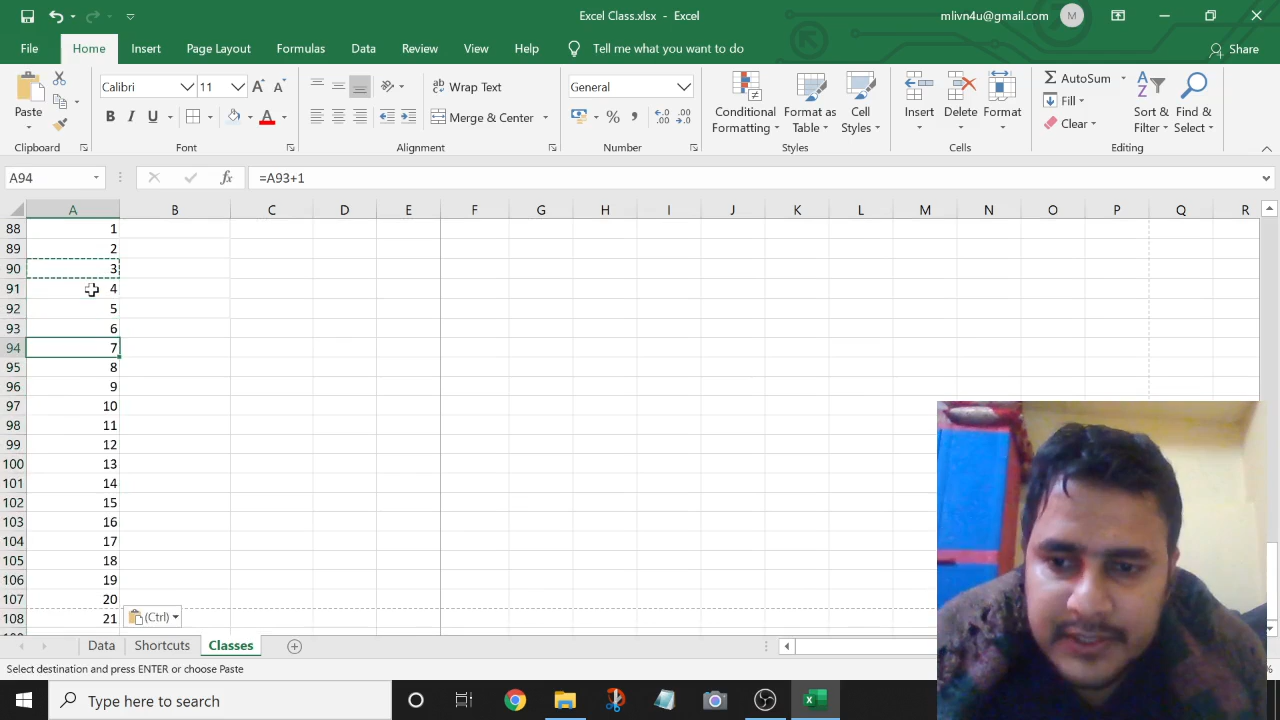 Excel Class.xlsx - Excel
mlivn4u@gmail.com M
File Home Insert Page Layout Formulas Data Review View Help Tell me what you want to do Share
Paste
Calibri 11
Wrap Text
General
Conditional Formatting
Format as Table
Cell Styles
Insert
Delete
Format
AutoSum
Sort & Filter
Find & Select
B I U A
Merge & Center
% ,
Fill
Clear
Clipboard Font Alignment Number Styles Cells Editing
A94 fx =A93+1
A B C D E F G H I J K L M N O P Q R
88 1
89 2
90 3
91 4
92 5
93 6
94 7
95 8
96 9
97 10
98 11
99 12
100 13
101 14
102 15
103 16
104 17
105 18
106 19
107 20
108 21
(Ctrl)
Data Shortcuts Classes
Select destination and press ENTER or choose Paste
%
Type here to search